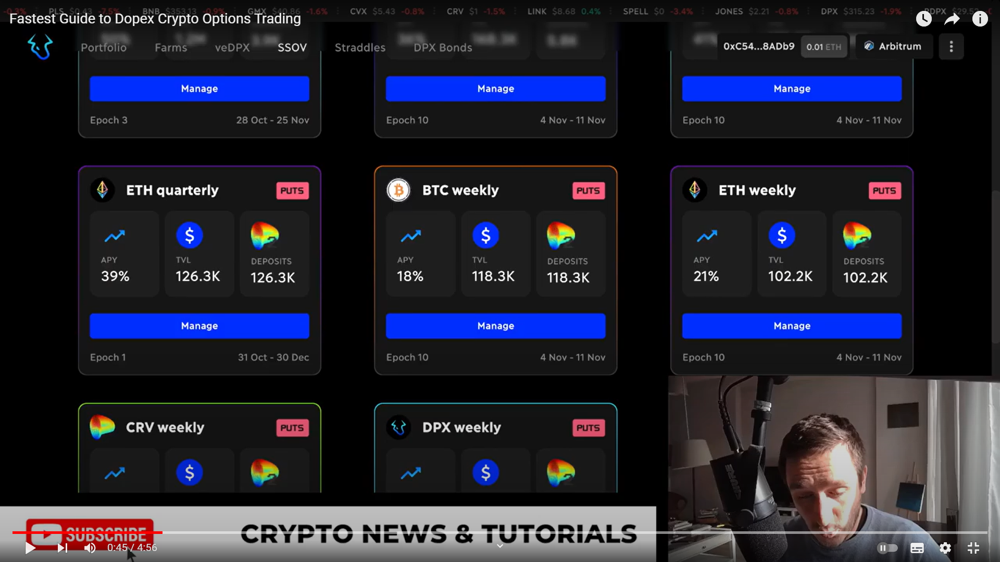 -0.3% PLS $0.43 -7.5% BNB $353.13 -0.9% GMX $40.86 -1.6% CVX $5.43 -0.8% CRV $1 -1.5% LINK $8.68 0.4% SPELL $0 -3.4% JONES $2.21 -0.8% DPX $315.23 -1.9% RDPX
Fastest Guide to Dopex Crypto Options Trading
Portfolio Farms veDPX SSOV Straddles DPX Bonds 0xC54...8ADb9 0.01 ETH Arbitrum
Manage Manage Manage
Epoch 3 28 Oct - 25 Nov Epoch 10 4 Nov - 11 Nov Epoch 10 4 Nov - 11 Nov
ETH quarterly PUTS BTC weekly PUTS ETH weekly PUTS
APY TVL DEPOSITS APY TVL DEPOSITS APY TVL DEPOSITS
39% 126.3K 126.3K 18% 118.3K 118.3K 21% 102.2K 102.2K
Manage Manage Manage
Epoch 1 31 Oct - 30 Dec Epoch 10 4 Nov - 11 Nov Epoch 10 4 Nov - 11 Nov
CRV weekly PUTS DPX weekly PUTS
SHURE
SUBSCRIBE CRYPTO NEWS & TUTORIALS
0:45 / 4:56